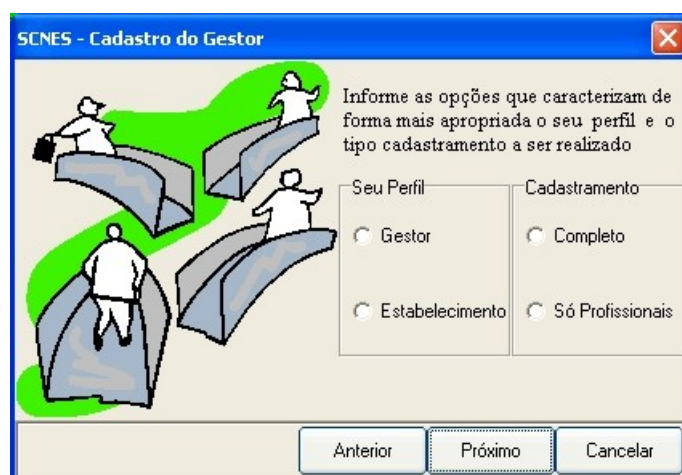 SCNES - Cadastro do Gestor
Informe as opções que caracterizam de
forma mais apropriada o seu perfil e o
tipo cadastramento a ser realizado
Seu Perfil
Gestor
Estabelecimento
Cadastramento
Completo
Só Profissionais
Anterior
Próximo
Cancelar